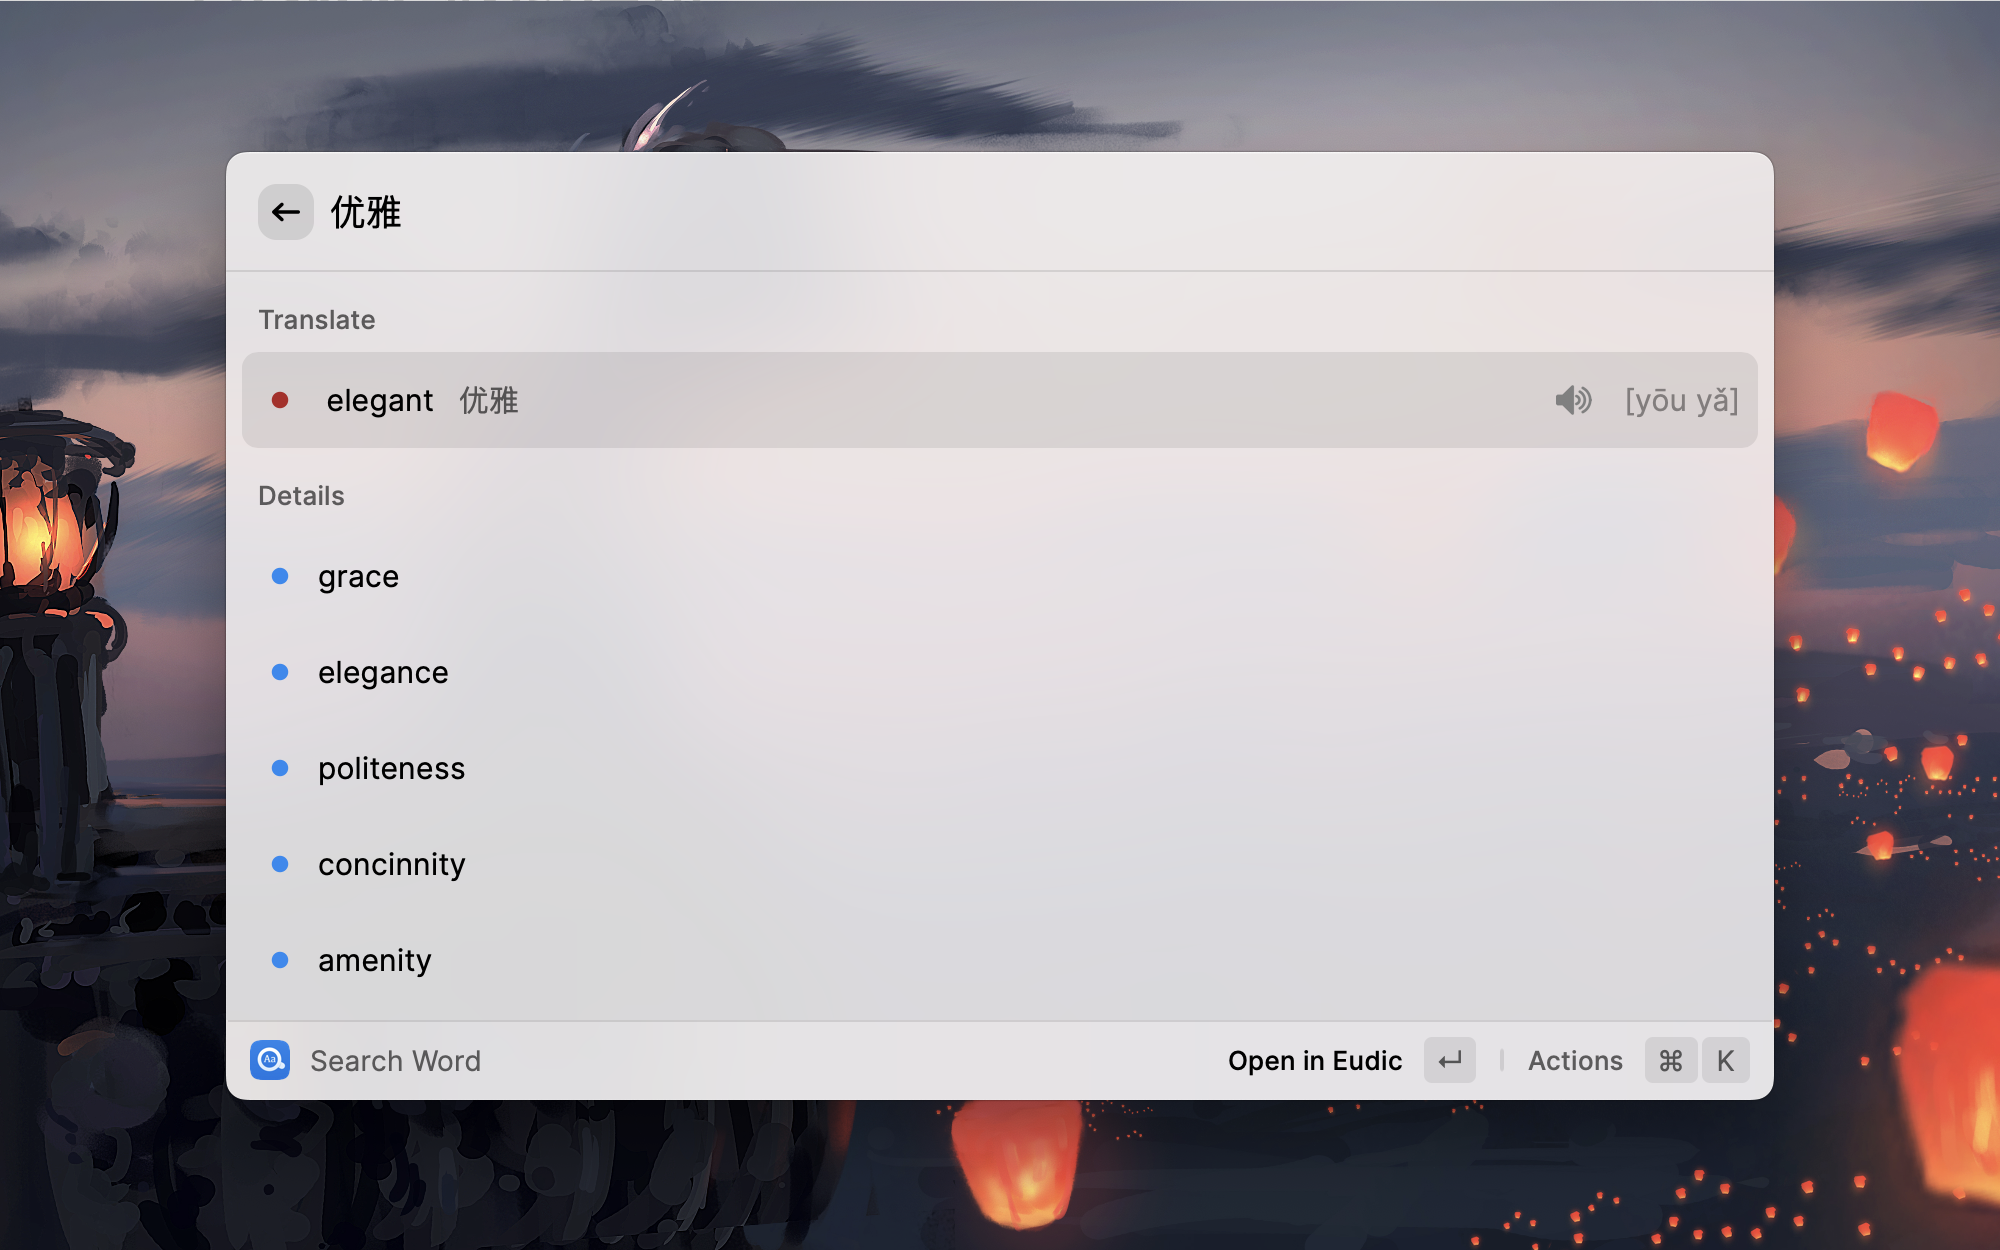 优雅
Translate
elegant 优雅 [yōu yǎ]
Details
grace
elegance
politeness
concinnity
amenity
Aa Search Word Open in Eudic ↵ Actions ⌘ K